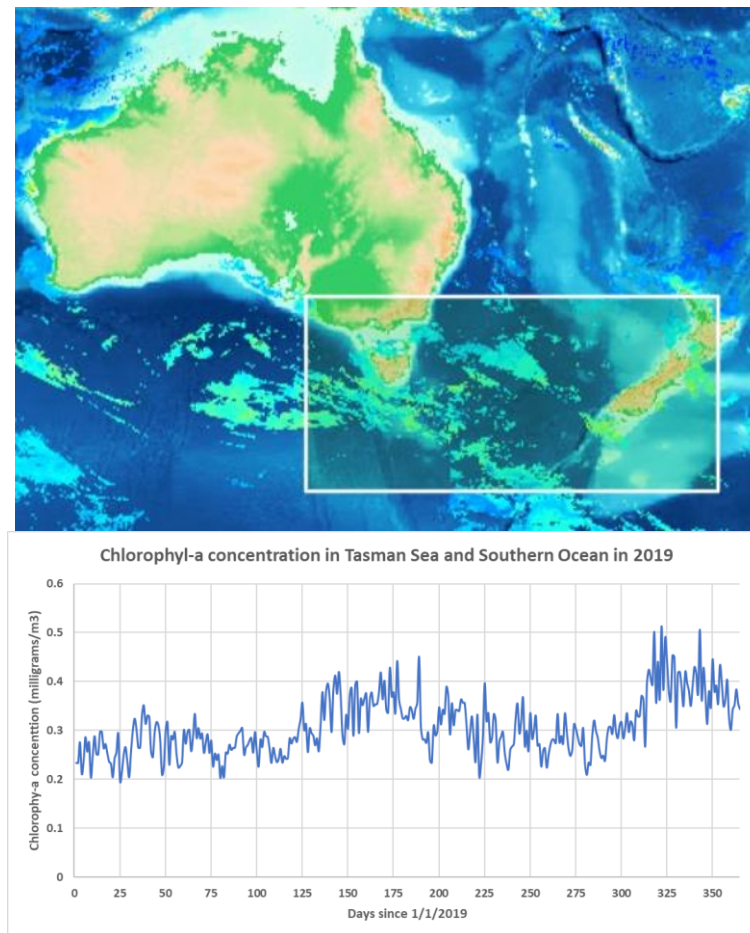 Chlorophyl-a concentration in Tasman Sea and Southern Ocean in 2019
Chlorophy-a concenttion (milligrams/m3)
0.6
0.5
0.4
0.3
0.2
0.1
0
0 25 50 75 100 125 150 175 200 225 250 275 300 325 350
Days since 1/1/2019